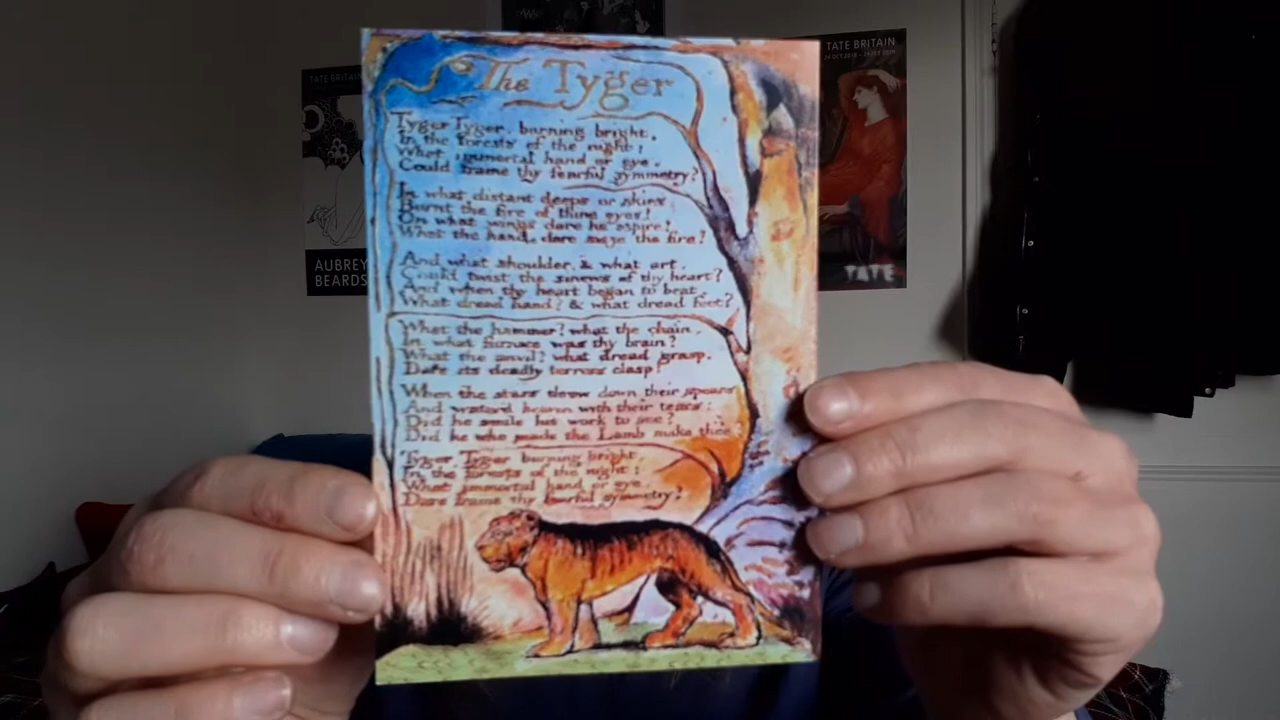 TATE BRITAIN
AUBREY
BEARDS
TATE BRITAIN
TATE
The Tyger
Tyger Tyger, burning bright,
In the forests of the night;
What immortal hand or eye,
Could frame thy fearful symmetry?
In what distant deeps or skies
Burnt the fire of thine eyes?
On what wings dare he aspire?
What the hand, dare seize the fire?
And what shoulder, & what art,
Could twist the sinews of thy heart?
And when thy heart began to beat,
What dread hand? & what dread feet?
What the hammer? what the chain,
In what furnace was thy brain?
What the anvil? what dread grasp,
Dare its deadly terrors clasp!
When the stars threw down their spears
And water'd heaven with their tears:
Did he smile his work to see?
Did he who made the Lamb make thee?
Tyger Tyger burning bright,
In the forests of the night:
What immortal hand or eye,
Dare frame thy fearful symmetry?